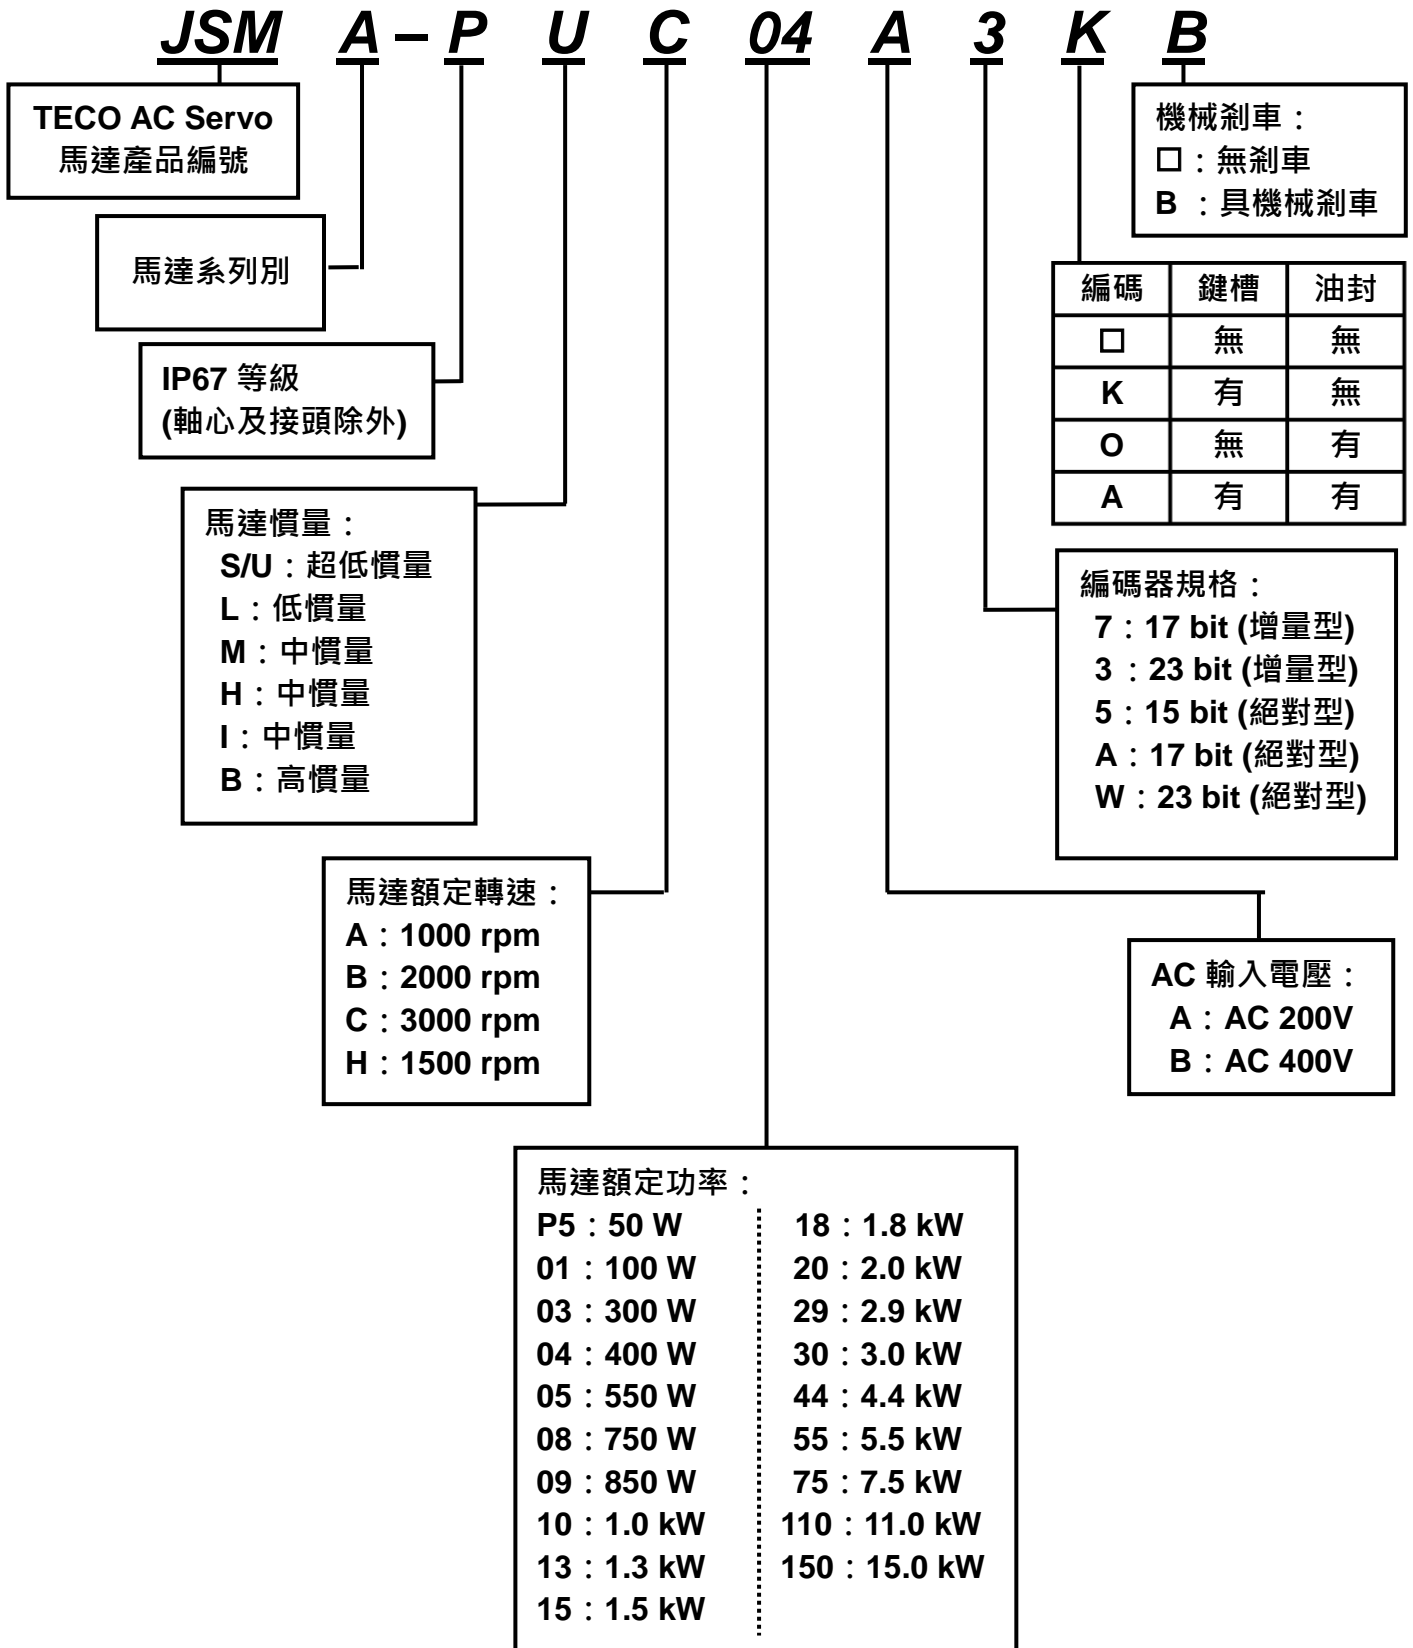 JSM A – P U C 04 A 3 K B
TECO AC Servo
馬達產品編號
馬達系列別
IP67 等級
(軸心及接頭除外)
馬達慣量：
S/U：超低慣量
L：低慣量
M：中慣量
H：中慣量
I：中慣量
B：高慣量
馬達額定轉速：
A：1000 rpm
B：2000 rpm
C：3000 rpm
H：1500 rpm
馬達額定功率：
P5：50 W
01：100 W
03：300 W
04：400 W
05：550 W
08：750 W
09：850 W
10：1.0 kW
13：1.3 kW
15：1.5 kW
18：1.8 kW
20：2.0 kW
29：2.9 kW
30：3.0 kW
44：4.4 kW
55：5.5 kW
75：7.5 kW
110：11.0 kW
150：15.0 kW
AC 輸入電壓：
A：AC 200V
B：AC 400V
編碼器規格：
7：17 bit (增量型)
3：23 bit (增量型)
5：15 bit (絕對型)
A：17 bit (絕對型)
W：23 bit (絕對型)
編碼 鍵槽 油封
□ 無 無
K 有 無
O 無 有
A 有 有
機械剎車：
□：無剎車
B ：具機械剎車